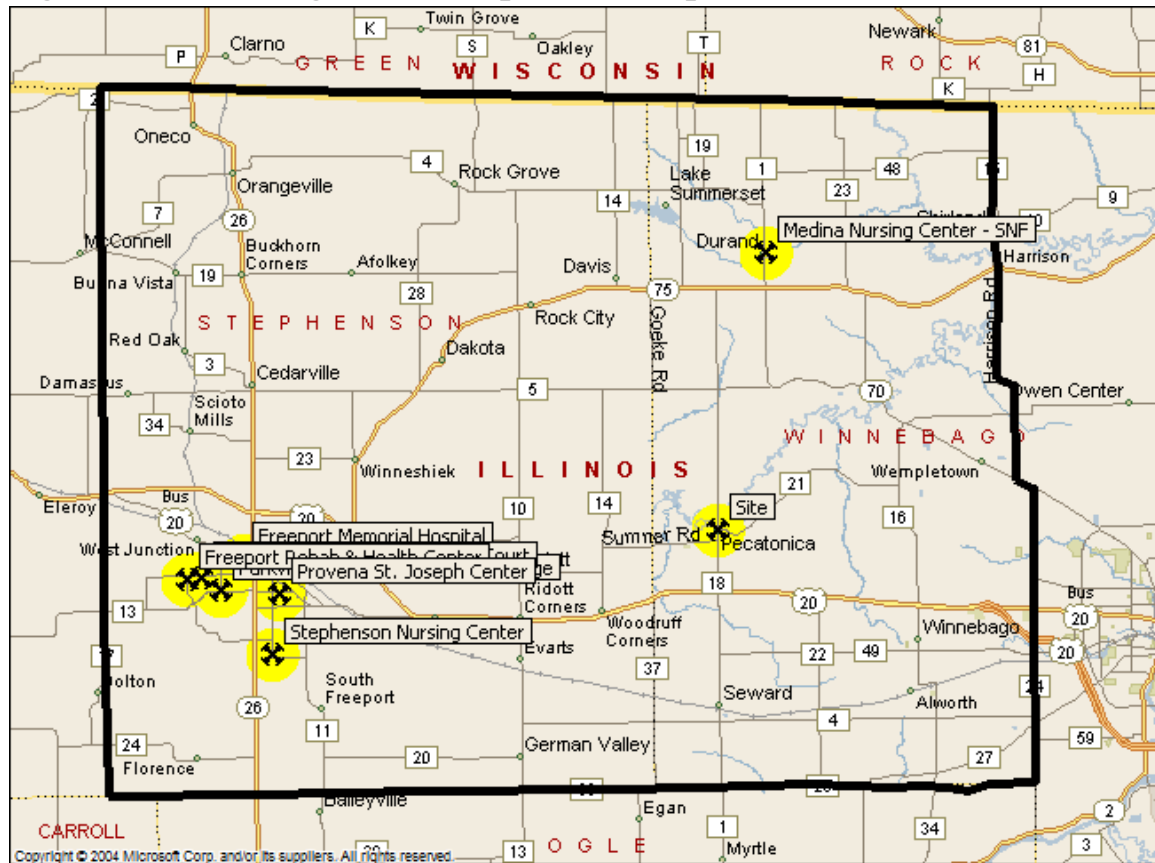 Twin Grove
K
Newark
Clarno
S
Oakley
T
81
P
GREEN
WISCONSIN
ROCK
H
K
Oneco
19
1
48
4
Rock Grove
Lake
Summerset
Orangeville
14
23
9
7
26
Medina Nursing Center - SNF
McConnell
Buckhorn
Corners
Durand
Harrison
Afolkey
Davis
19
Buena Vista
28
75
STEPHENSON
Rock City
Goeke Rd
Harrison Rd
Red Oak
Dakota
3
Cedarville
Damascus
5
70
Owen Center
Scioto
Mills
34
WINNEBAGO
23
Winneshiek
ILLINOIS
Wempletown
21
Eleroy
Bus
10
14
Site
20
20
16
Freeport Memorial Hospital
Summer Rd
Pecatonica
West Junction
Freeport Rehab & Health Center
Court
Provena St. Joseph Center
18
Ridott
Corners
20
Bus
13
20
Woodruff
Corners
20
Stephenson Nursing Center
Winnebago
Evarts
22
49
20
37
Holton
South
Freeport
Seward
24
Alworth
26
11
4
24
German Valley
59
20
27
Florence
Baileyville
Egan
2
CARROLL
1
34
13
OGLE
3
Myrtle
Copyright © 2004 Microsoft Corp. and/or its suppliers. All rights reserved.